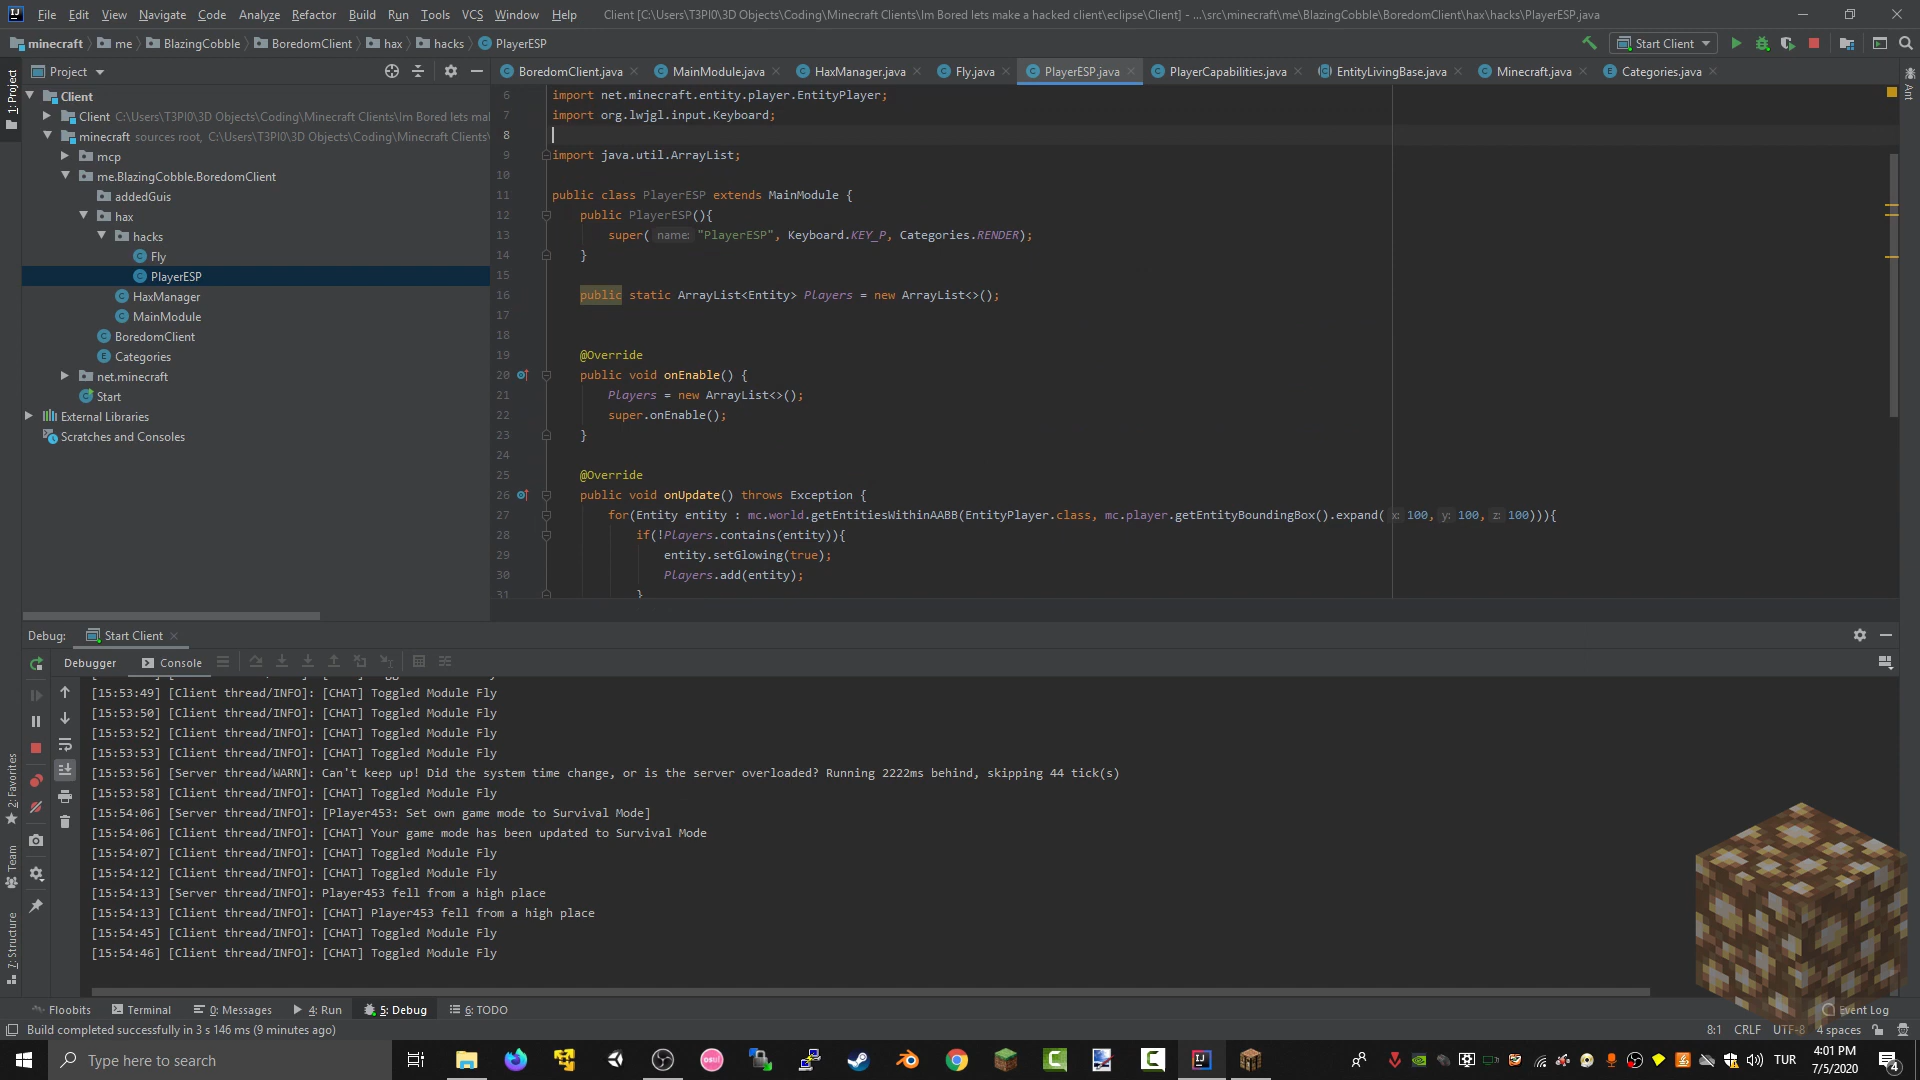 File Edit View Navigate Code Analyze Refactor Build Run Tools VCS Window Help Client [C:\Users\T3PI0\3D Objects\Coding\Minecraft Clients\Im Bored lets make a hacked client\eclipse\Client] - ...\src\minecraft\me\BlazingCobble\BoredomClient\hax\hacks\PlayerESP.java
minecraft me BlazingCobble BoredomClient hax hacks PlayerESP Start Client
1: Project
Project
BoredomClient.java MainModule.java HaxManager.java Fly.java PlayerESP.java PlayerCapabilities.java EntityLivingBase.java Minecraft.java Categories.java
Ant
Client
Client C:\Users\T3PI0\3D Objects\Coding\Minecraft Clients\Im Bored lets ma
minecraft sources root, C:\Users\T3PI0\3D Objects\Coding\Minecraft Clients
mcp
me.BlazingCobble.BoredomClient
addedGuis
hax
hacks
Fly
PlayerESP
HaxManager
MainModule
BoredomClient
Categories
net.minecraft
Start
External Libraries
Scratches and Consoles
6 import net.minecraft.entity.player.EntityPlayer;
7 import org.lwjgl.input.Keyboard;
8
9 import java.util.ArrayList;
10
11 public class PlayerESP extends MainModule {
12 public PlayerESP(){
13 super( name: "PlayerESP", Keyboard.KEY_P, Categories.RENDER);
14 }
15
16 public static ArrayList<Entity> Players = new ArrayList<>();
17
18
19 @Override
20 public void onEnable() {
21 Players = new ArrayList<>();
22 super.onEnable();
23 }
24
25 @Override
26 public void onUpdate() throws Exception {
27 for(Entity entity : mc.world.getEntitiesWithinAABB(EntityPlayer.class, mc.player.getEntityBoundingBox().expand( x: 100, y: 100, z: 100))){
28 if(!Players.contains(entity)){
29 entity.setGlowing(true);
30 Players.add(entity);
31 }
Debug: Start Client
Debugger Console
[15:53:49] [Client thread/INFO]: [CHAT] Toggled Module Fly
[15:53:50] [Client thread/INFO]: [CHAT] Toggled Module Fly
[15:53:52] [Client thread/INFO]: [CHAT] Toggled Module Fly
[15:53:53] [Client thread/INFO]: [CHAT] Toggled Module Fly
[15:53:56] [Server thread/WARN]: Can't keep up! Did the system time change, or is the server overloaded? Running 2222ms behind, skipping 44 tick(s)
[15:53:58] [Client thread/INFO]: [CHAT] Toggled Module Fly
[15:54:06] [Server thread/INFO]: [Player453: Set own game mode to Survival Mode]
[15:54:06] [Client thread/INFO]: [CHAT] Your game mode has been updated to Survival Mode
[15:54:07] [Client thread/INFO]: [CHAT] Toggled Module Fly
[15:54:12] [Client thread/INFO]: [CHAT] Toggled Module Fly
[15:54:13] [Server thread/INFO]: Player453 fell from a high place
[15:54:13] [Client thread/INFO]: [CHAT] Player453 fell from a high place
[15:54:45] [Client thread/INFO]: [CHAT] Toggled Module Fly
[15:54:46] [Client thread/INFO]: [CHAT] Toggled Module Fly
2: Favorites
Team
7: Structure
Floobits Terminal 0: Messages 4: Run 5: Debug 6: TODO Event Log
Build completed successfully in 3 s 146 ms (9 minutes ago) 8:1 CRLF UTF-8 4 spaces
Type here to search osu! TUR 4:01 PM
7/5/2020 4